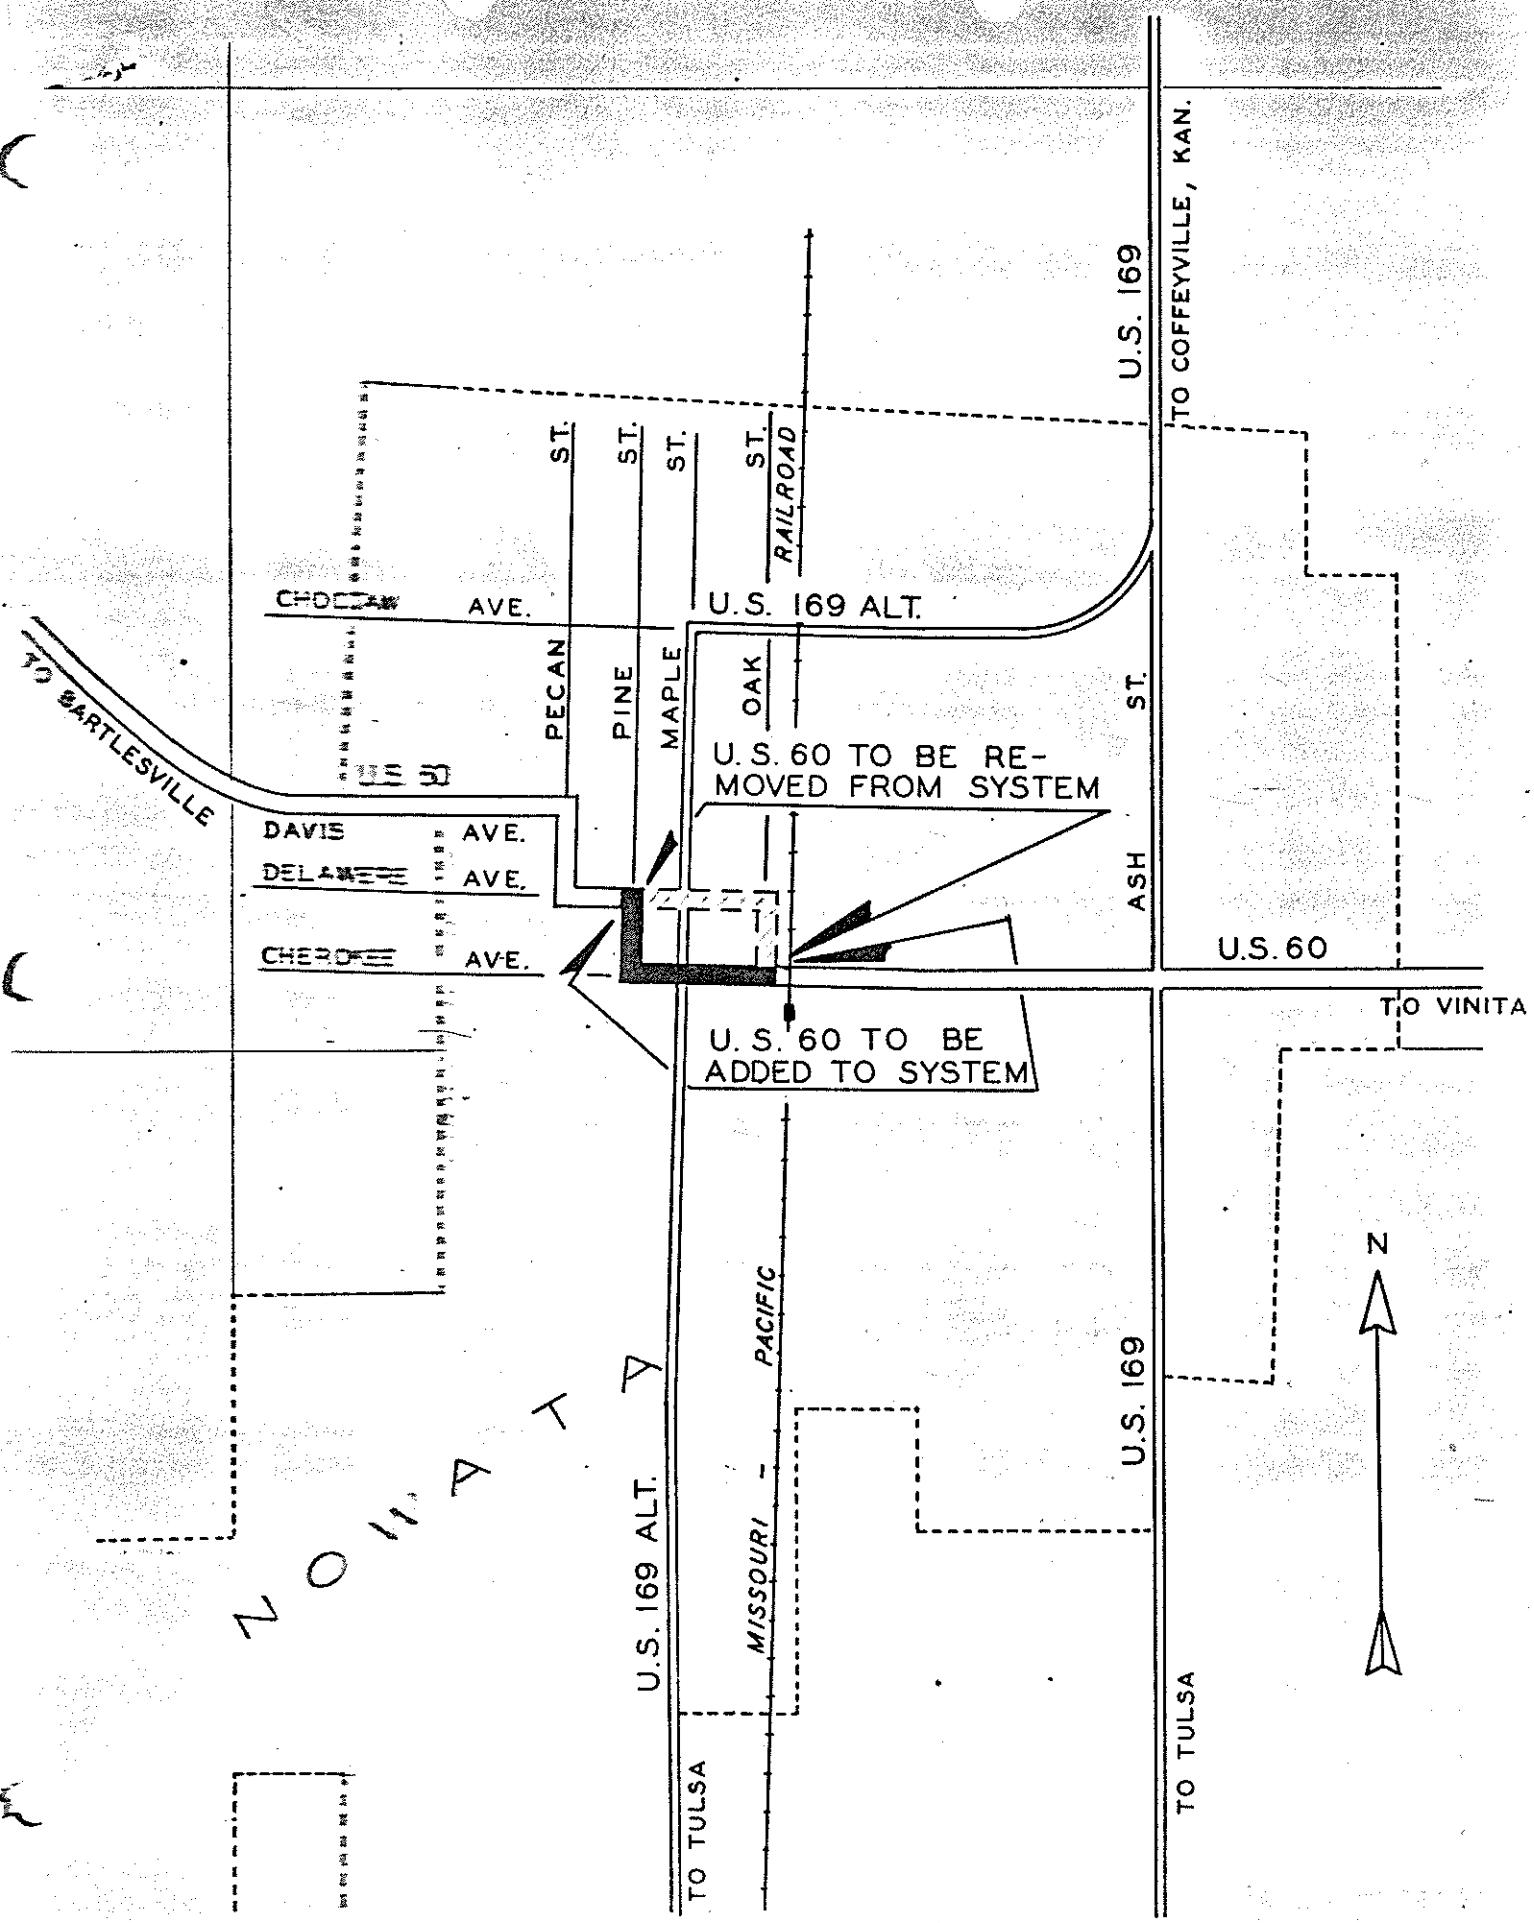 U.S. 169
TO COFFEYVILLE, KAN.
PECAN ST.
PINE ST.
MAPLE ST.
OAK ST.
RAILROAD
AVE.
U.S. 169 ALT.
TO BARTLESVILLE
U.S. 60 TO BE RE-
MOVED FROM SYSTEM
DAVIS AVE.
AVE.
CHEROKEE AVE.
ASH ST.
U.S. 60
TO VINITA
U.S. 60 TO BE
ADDED TO SYSTEM
N
NOWATA
U.S. 169 ALT.
MISSOURI - PACIFIC
U.S. 169
TO TULSA
TO TULSA